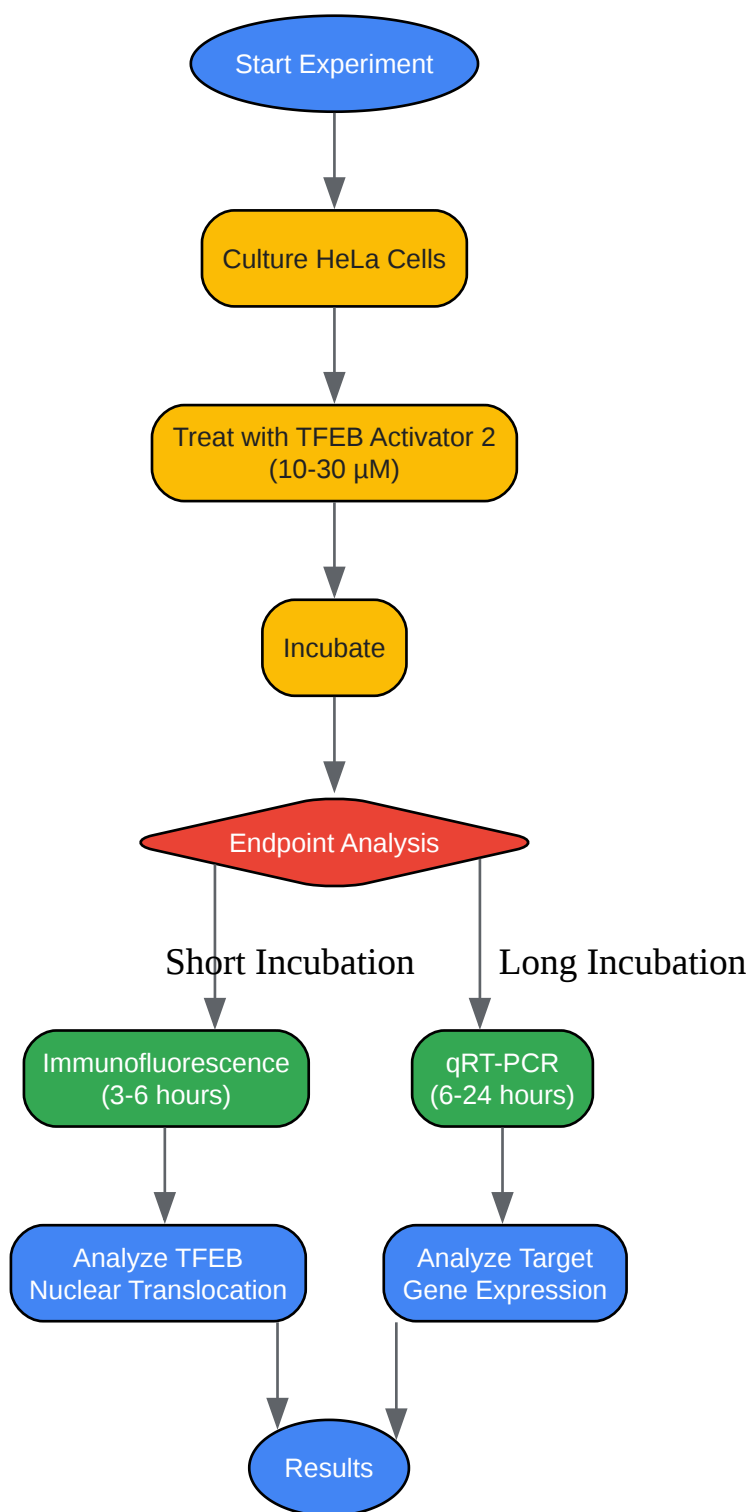 Start Experiment
Culture HeLa Cells
Treat with TFEB Activator 2
(10-30 µM)
Incubate
Endpoint Analysis
Short Incubation
Long Incubation
Immunofluorescence
(3-6 hours)
qRT-PCR
(6-24 hours)
Analyze TFEB
Nuclear Translocation
Analyze Target
Gene Expression
Results